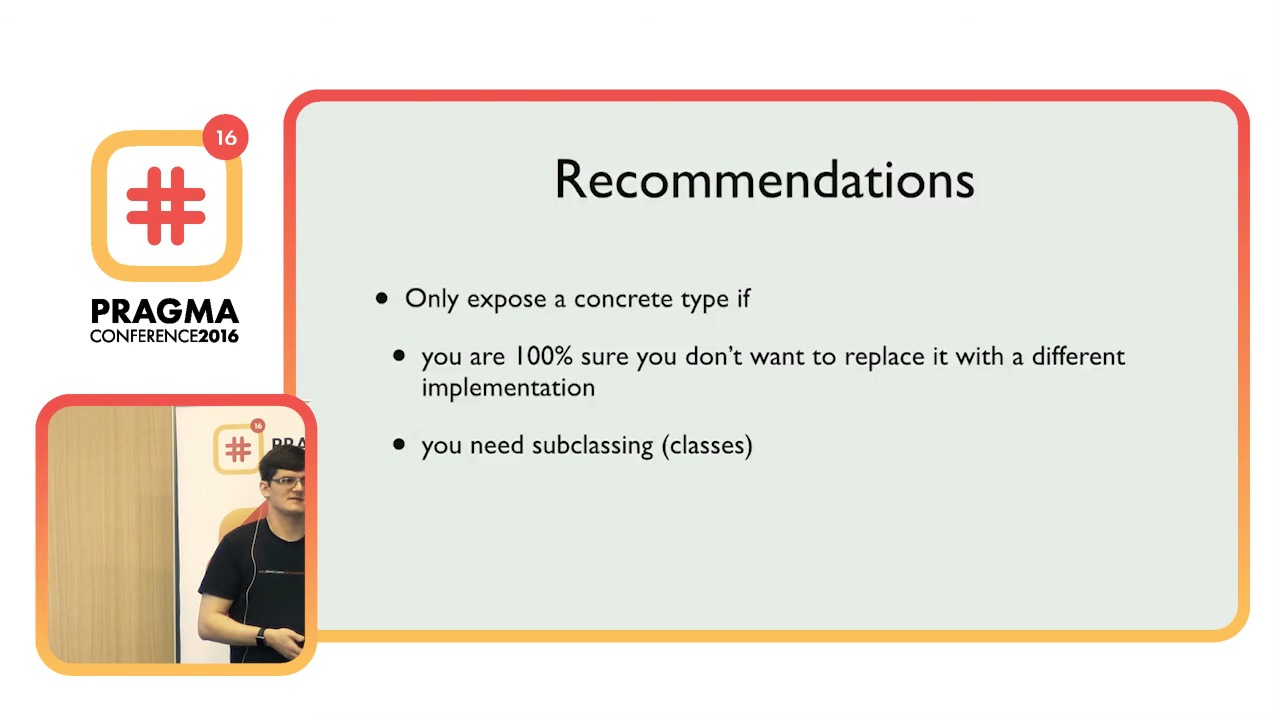 16
PRAGMA
CONFERENCE2016
Recommendations
• Only expose a concrete type if
• you are 100% sure you don't want to replace it with a different
implementation
• you need subclassing (classes)
16
PRA